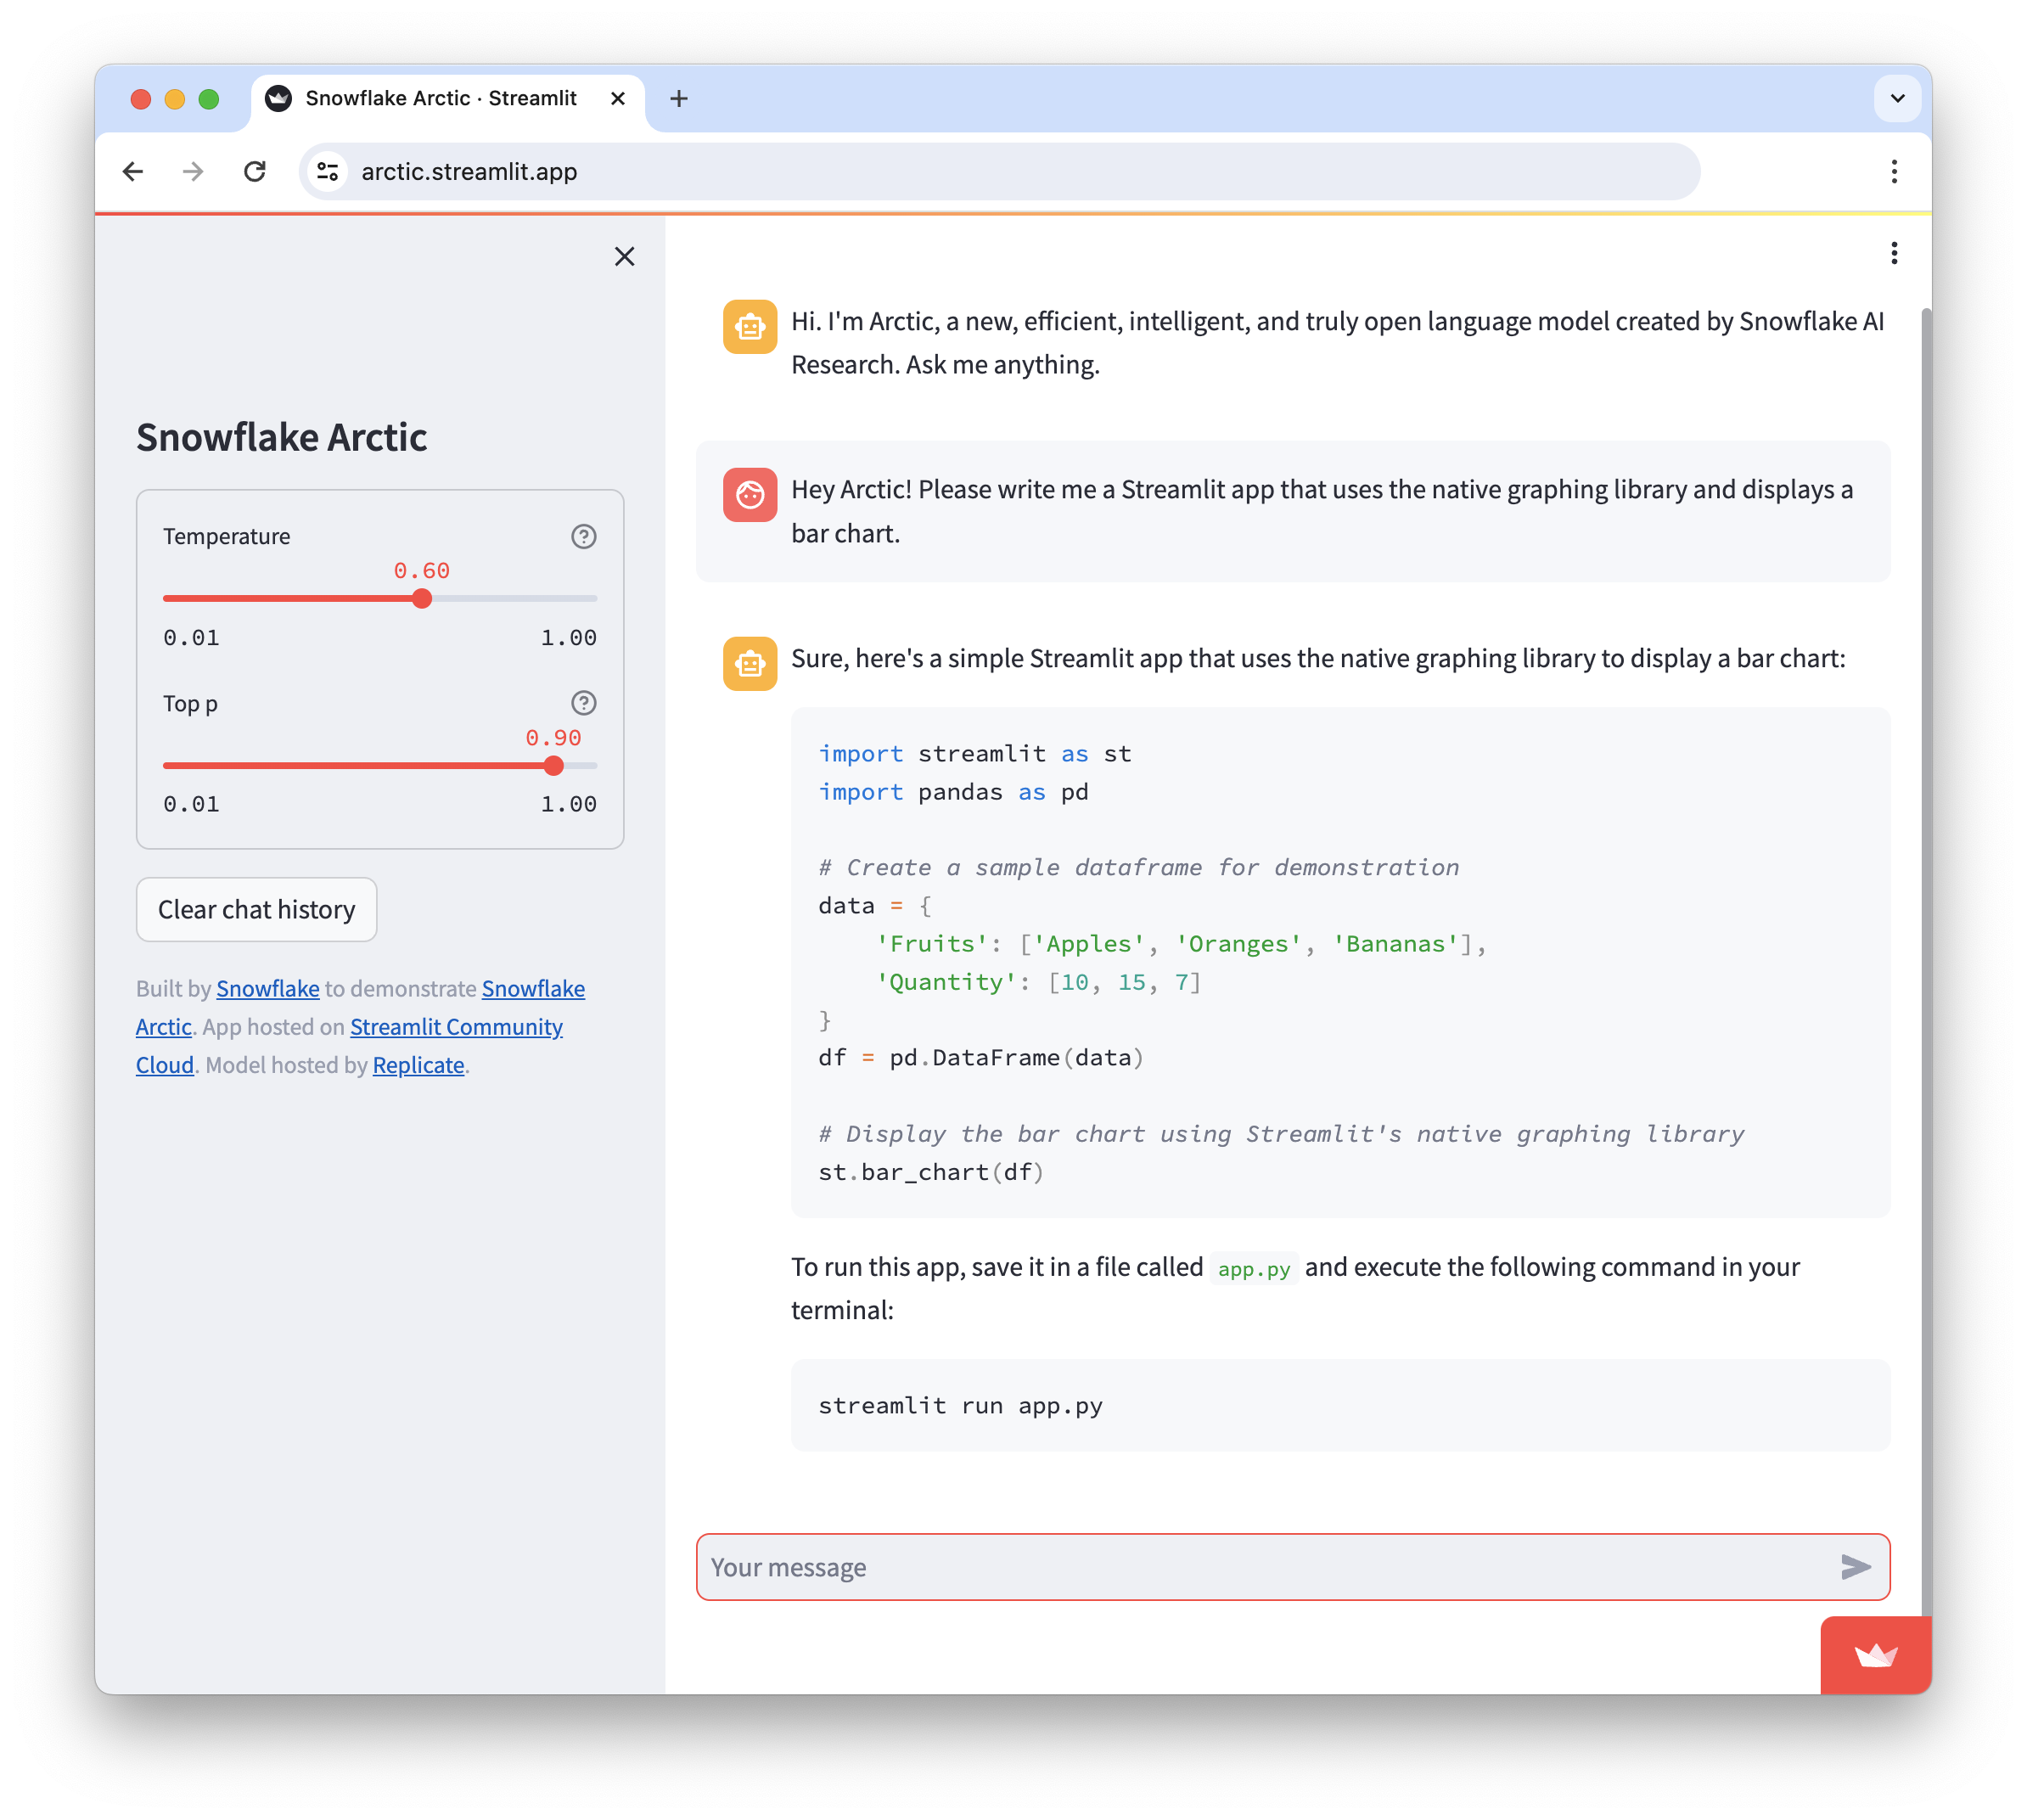 Snowflake Arctic · Streamlit
arctic.streamlit.app
Snowflake Arctic
Temperature
0.60
0.01 1.00
Top p
0.90
0.01 1.00
Clear chat history
Built by Snowflake to demonstrate Snowflake
Arctic. App hosted on Streamlit Community
Cloud. Model hosted by Replicate.
Hi. I'm Arctic, a new, efficient, intelligent, and truly open language model created by Snowflake AI
Research. Ask me anything.
Hey Arctic! Please write me a Streamlit app that uses the native graphing library and displays a
bar chart.
Sure, here's a simple Streamlit app that uses the native graphing library to display a bar chart:
import streamlit as st
import pandas as pd
# Create a sample dataframe for demonstration
data = {
    'Fruits': ['Apples', 'Oranges', 'Bananas'],
    'Quantity': [10, 15, 7]
}
df = pd.DataFrame(data)
# Display the bar chart using Streamlit's native graphing library
st.bar_chart(df)
To run this app, save it in a file called app.py and execute the following command in your
terminal:
streamlit run app.py
Your message